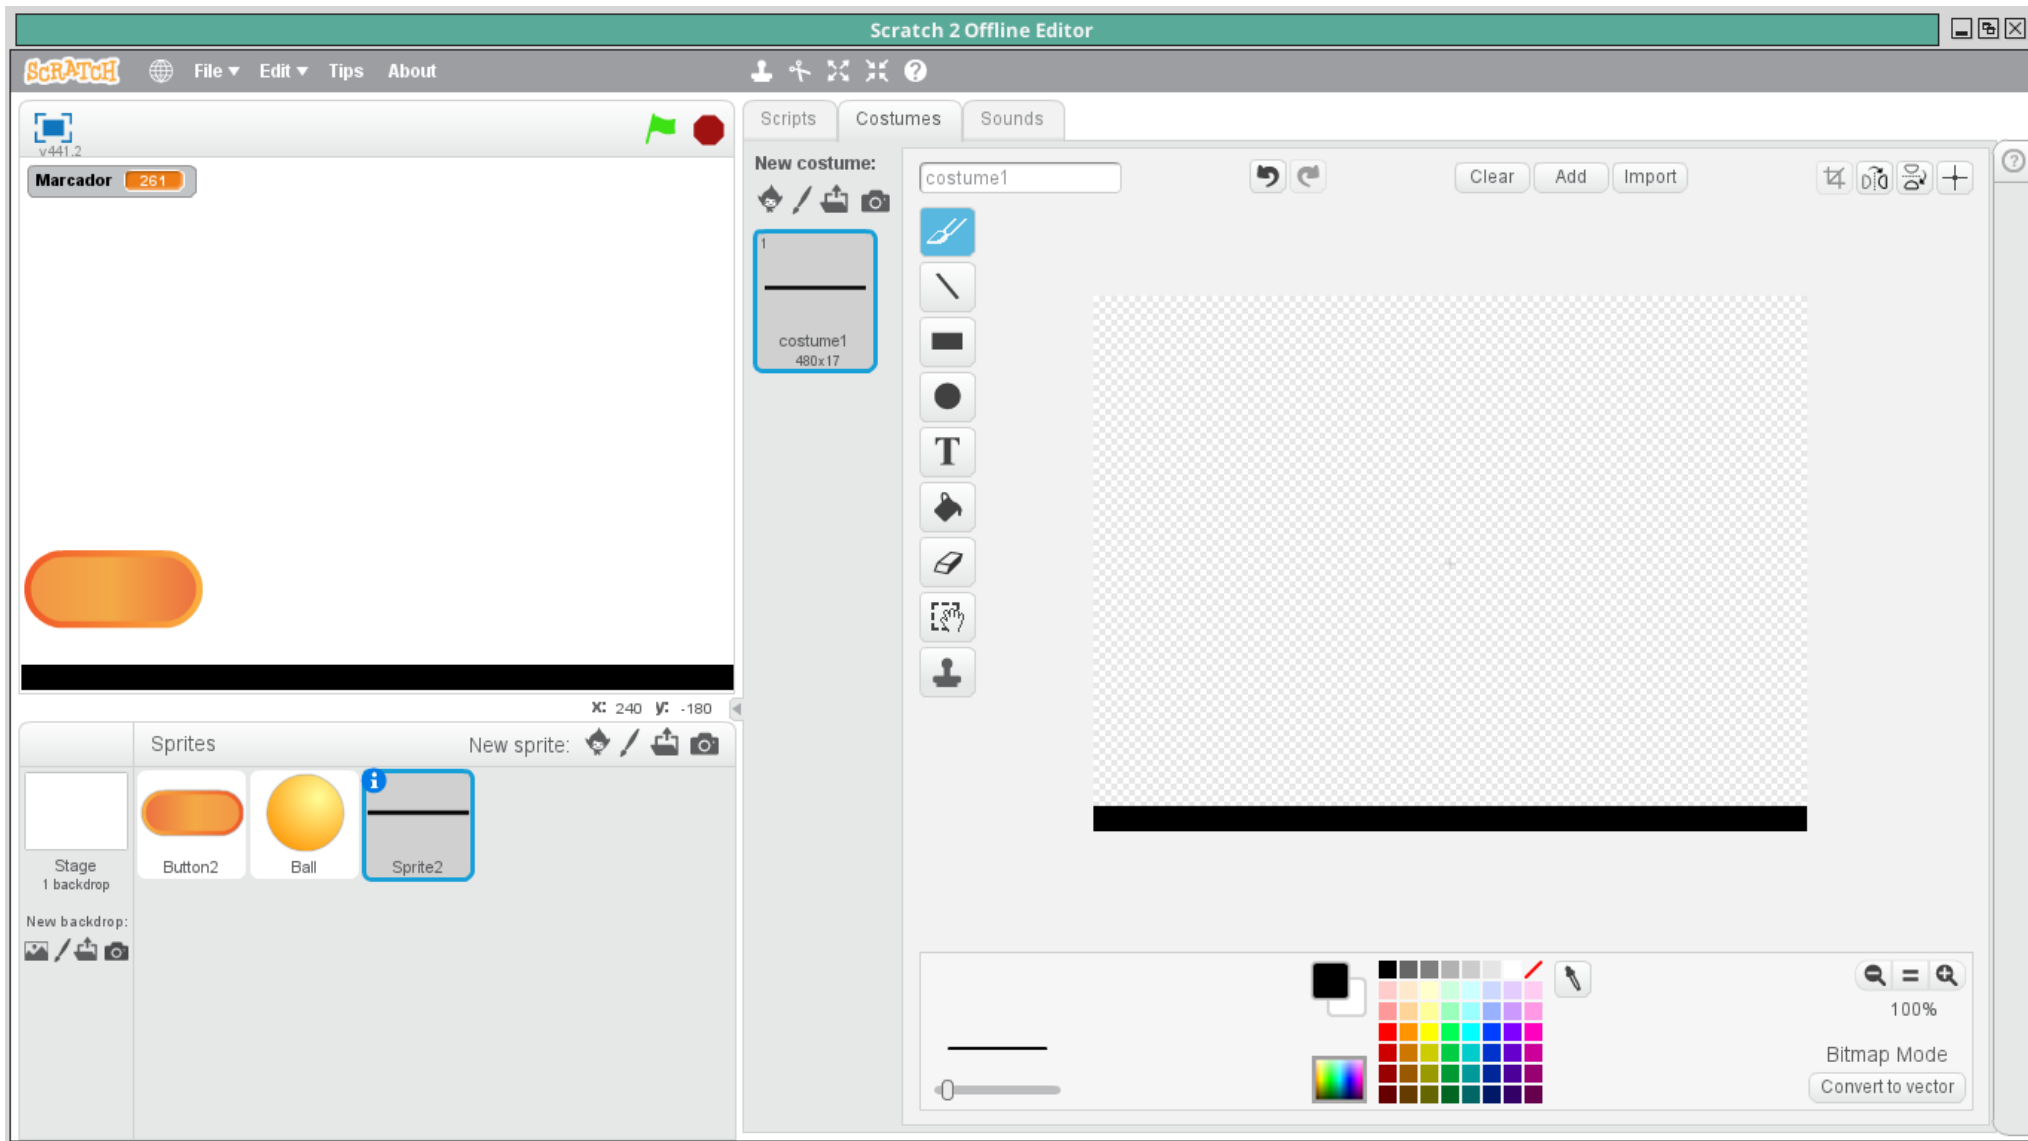 Scratch 2 Offline Editor
SCRATCH File Edit Tips About
v441.2
Marcador 261
x: 240 y: -180
Sprites New sprite:
Stage
1 backdrop
New backdrop:
Button2
Ball
Sprite2
Scripts Costumes Sounds
New costume:
1
costume1
480x17
costume1
Clear Add Import
T
100%
Bitmap Mode
Convert to vector